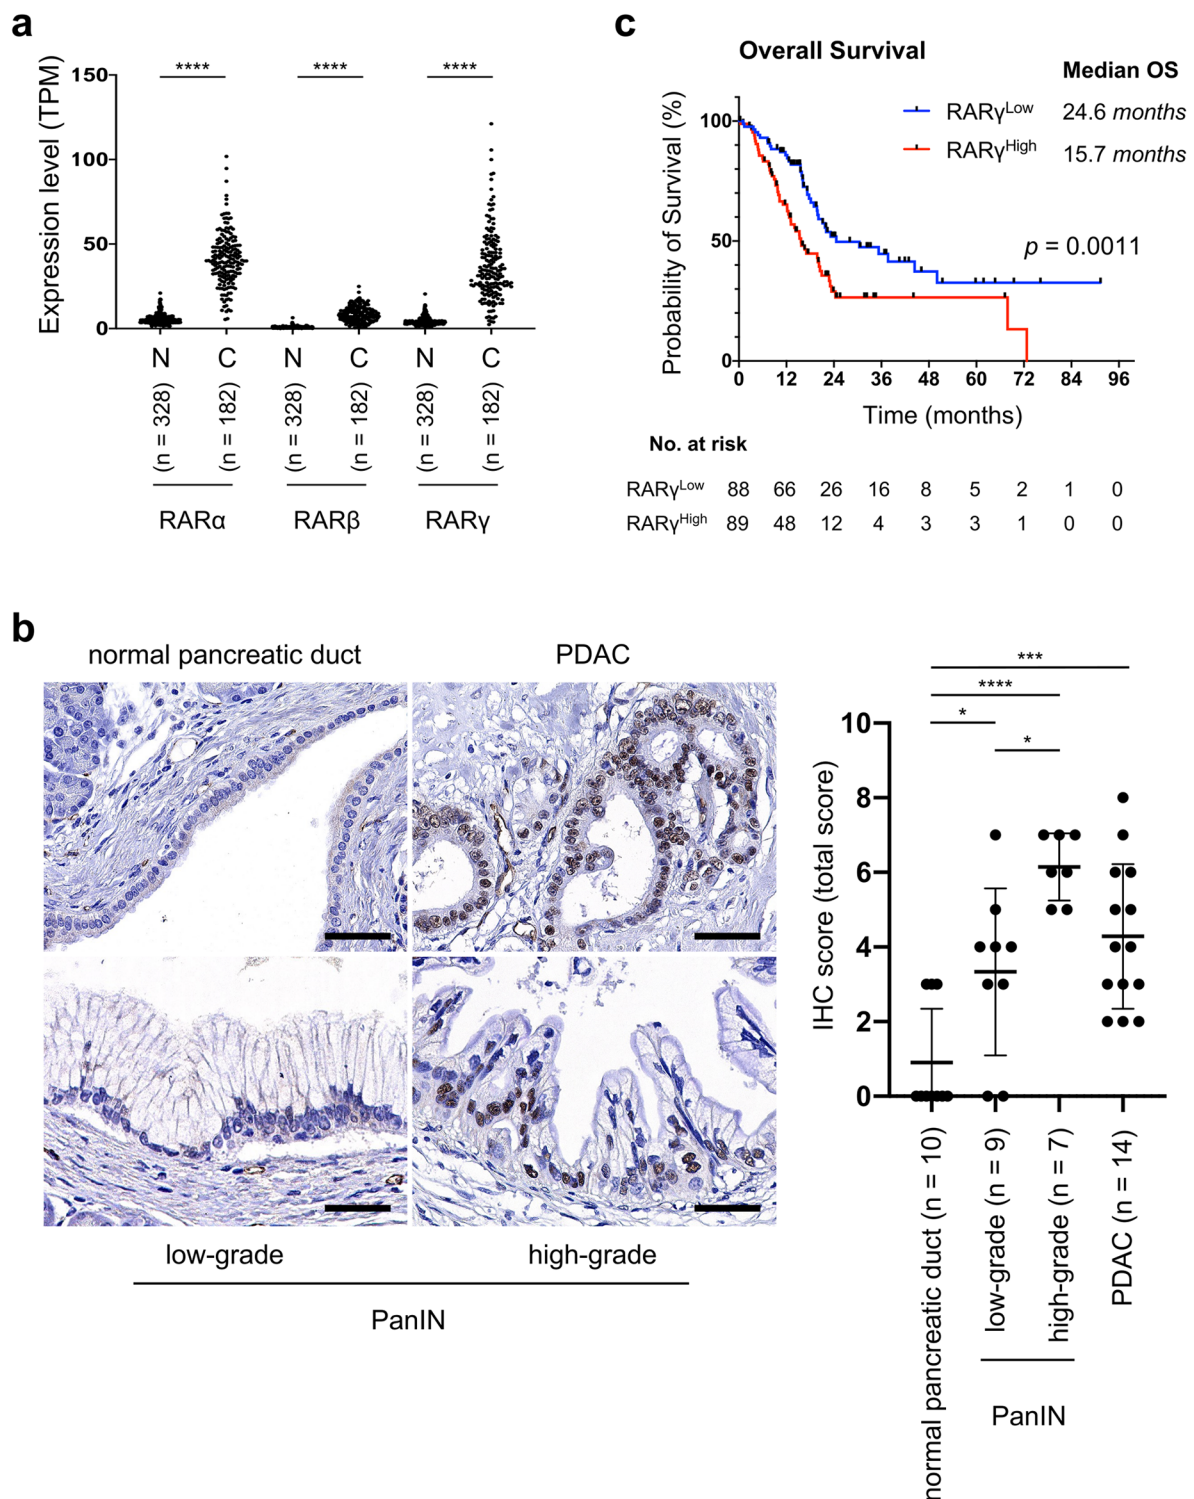 a
Expression level (TPM)
150
100
50
0
****
****
****
N
C
N
C
N
C
(n = 328)
(n = 182)
(n = 328)
(n = 182)
(n = 328)
(n = 182)
RARα
RARβ
RARγ
c
Overall Survival
Median OS
RARγLow 24.6 months
RARγHigh 15.7 months
p = 0.0011
Probability of Survival (%)
100
50
0
0 12 24 36 48 60 72 84 96
Time (months)
No. at risk
RARγLow 88 66 26 16 8 5 2 1 0
RARγHigh 89 48 12 4 3 3 1 0 0
b
normal pancreatic duct
PDAC
low-grade
high-grade
PanIN
***
****
*
*
IHC score (total score)
10
8
6
4
2
0
normal pancreatic duct (n = 10)
low-grade (n = 9)
high-grade (n = 7)
PDAC (n = 14)
PanIN